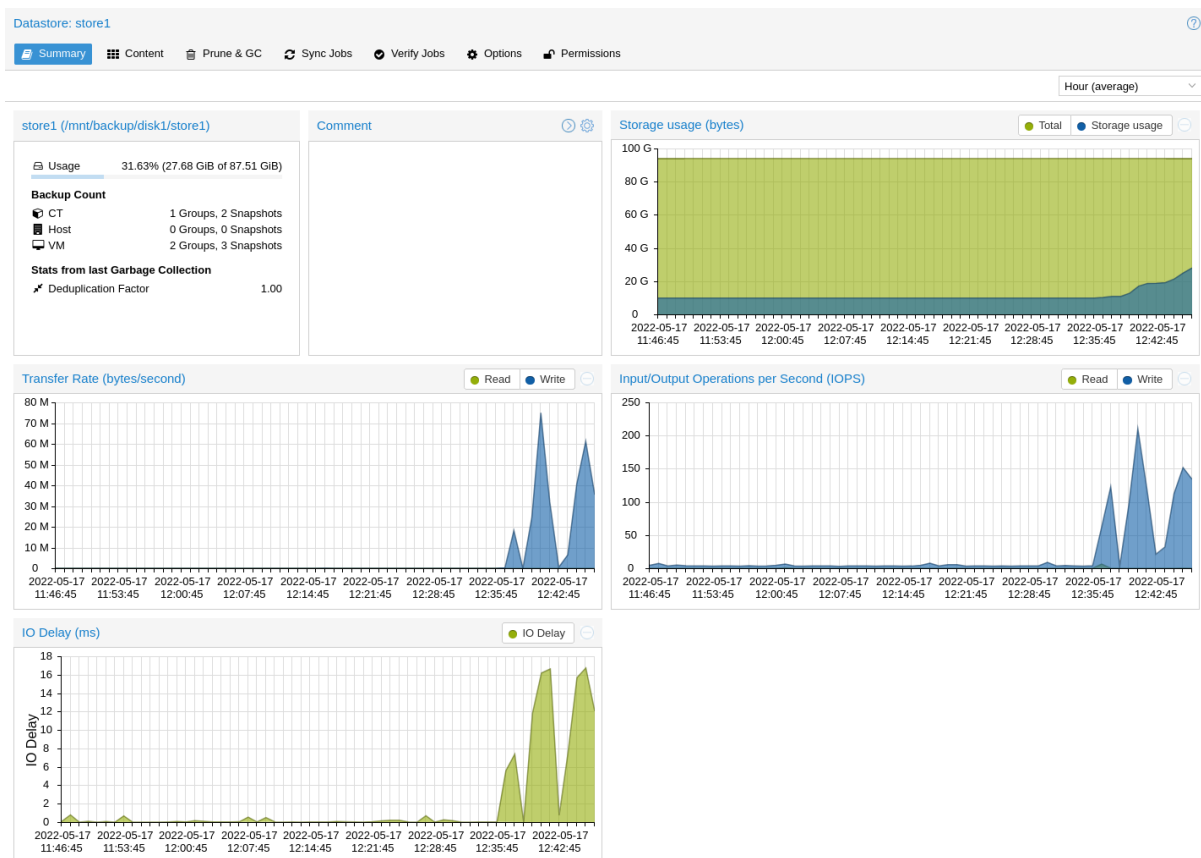 Datastore: store1
Summary Content Prune & GC Sync Jobs Verify Jobs Options Permissions
Hour (average)
store1 (/mnt/backup/disk1/store1)
Usage 31.63% (27.68 GiB of 87.51 GiB)
Backup Count
CT 1 Groups, 2 Snapshots
Host 0 Groups, 0 Snapshots
VM 2 Groups, 3 Snapshots
Stats from last Garbage Collection
Deduplication Factor 1.00
Comment
Storage usage (bytes) Total Storage usage
100 G
80 G
60 G
40 G
20 G
0
2022-05-17 2022-05-17 2022-05-17 2022-05-17 2022-05-17 2022-05-17 2022-05-17 2022-05-17 2022-05-17
11:46:45 11:53:45 12:00:45 12:07:45 12:14:45 12:21:45 12:28:45 12:35:45 12:42:45
Transfer Rate (bytes/second) Read Write
80 M
70 M
60 M
50 M
40 M
30 M
20 M
10 M
0
2022-05-17 2022-05-17 2022-05-17 2022-05-17 2022-05-17 2022-05-17 2022-05-17 2022-05-17 2022-05-17
11:46:45 11:53:45 12:00:45 12:07:45 12:14:45 12:21:45 12:28:45 12:35:45 12:42:45
Input/Output Operations per Second (IOPS) Read Write
250
200
150
100
50
0
2022-05-17 2022-05-17 2022-05-17 2022-05-17 2022-05-17 2022-05-17 2022-05-17 2022-05-17 2022-05-17
11:46:45 11:53:45 12:00:45 12:07:45 12:14:45 12:21:45 12:28:45 12:35:45 12:42:45
IO Delay (ms) IO Delay
IO Delay
18
16
14
12
10
8
6
4
2
0
2022-05-17 2022-05-17 2022-05-17 2022-05-17 2022-05-17 2022-05-17 2022-05-17 2022-05-17 2022-05-17
11:46:45 11:53:45 12:00:45 12:07:45 12:14:45 12:21:45 12:28:45 12:35:45 12:42:45